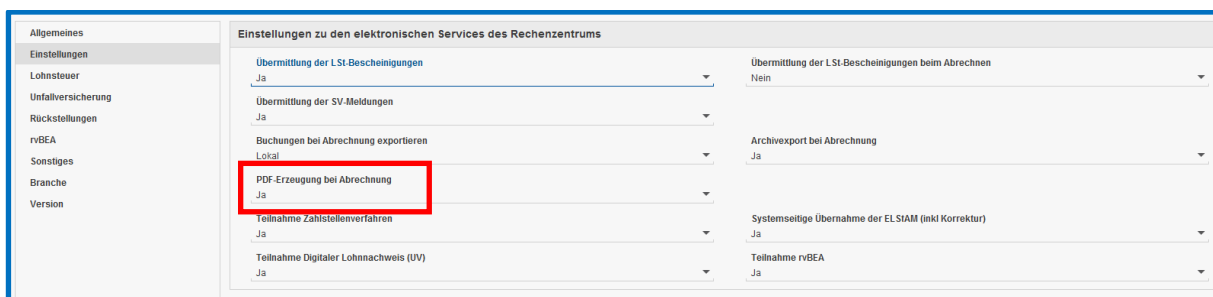 Allgemeines
Einstellungen
Lohnsteuer
Unfallversicherung
Rückstellungen
rvBEA
Sonstiges
Branche
Version
Einstellungen zu den elektronischen Services des Rechenzentrums
Übermittlung der LSt-Bescheinigungen
Ja
Übermittlung der LSt-Bescheinigungen beim Abrechnen
Nein
Übermittlung der SV-Meldungen
Ja
Buchungen bei Abrechnung exportieren
Lokal
Archivexport bei Abrechnung
Ja
PDF-Erzeugung bei Abrechnung
Ja
Teilnahme Zahlstellenverfahren
Ja
Systemseitige Übernahme der ELStAM (inkl Korrektur)
Ja
Teilnahme Digitaler Lohnnachweis (UV)
Ja
Teilnahme rvBEA
Ja